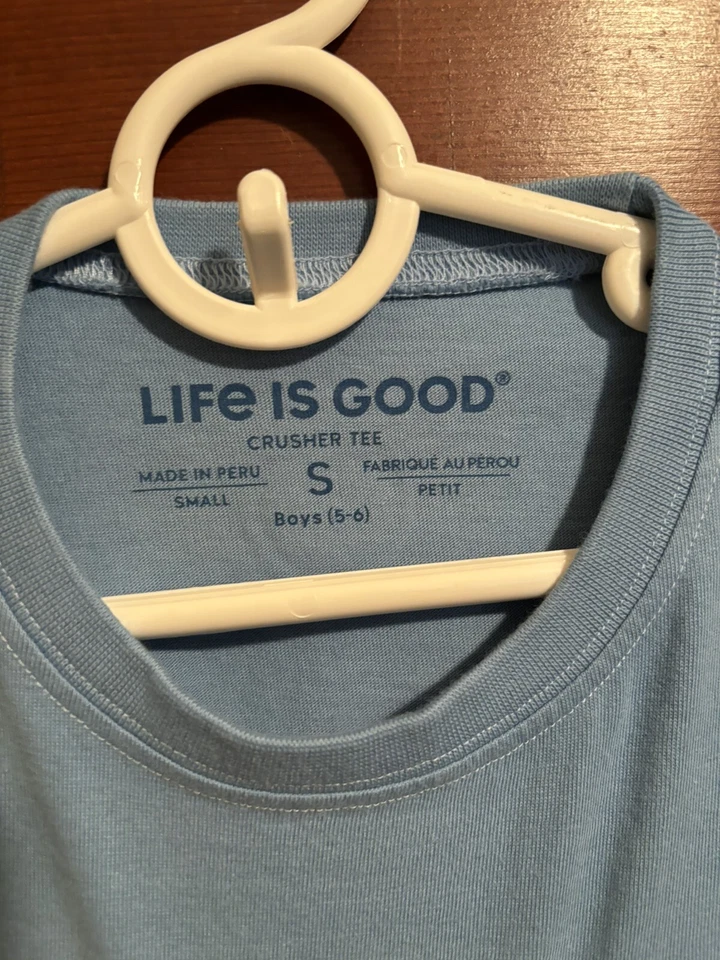 LIFe IS GOOD®
CRUSHER TEE
MADE IN PERU
SMALL
S
FABRIQUÉ AU PÉROU
PETIT
Boys (5-6)